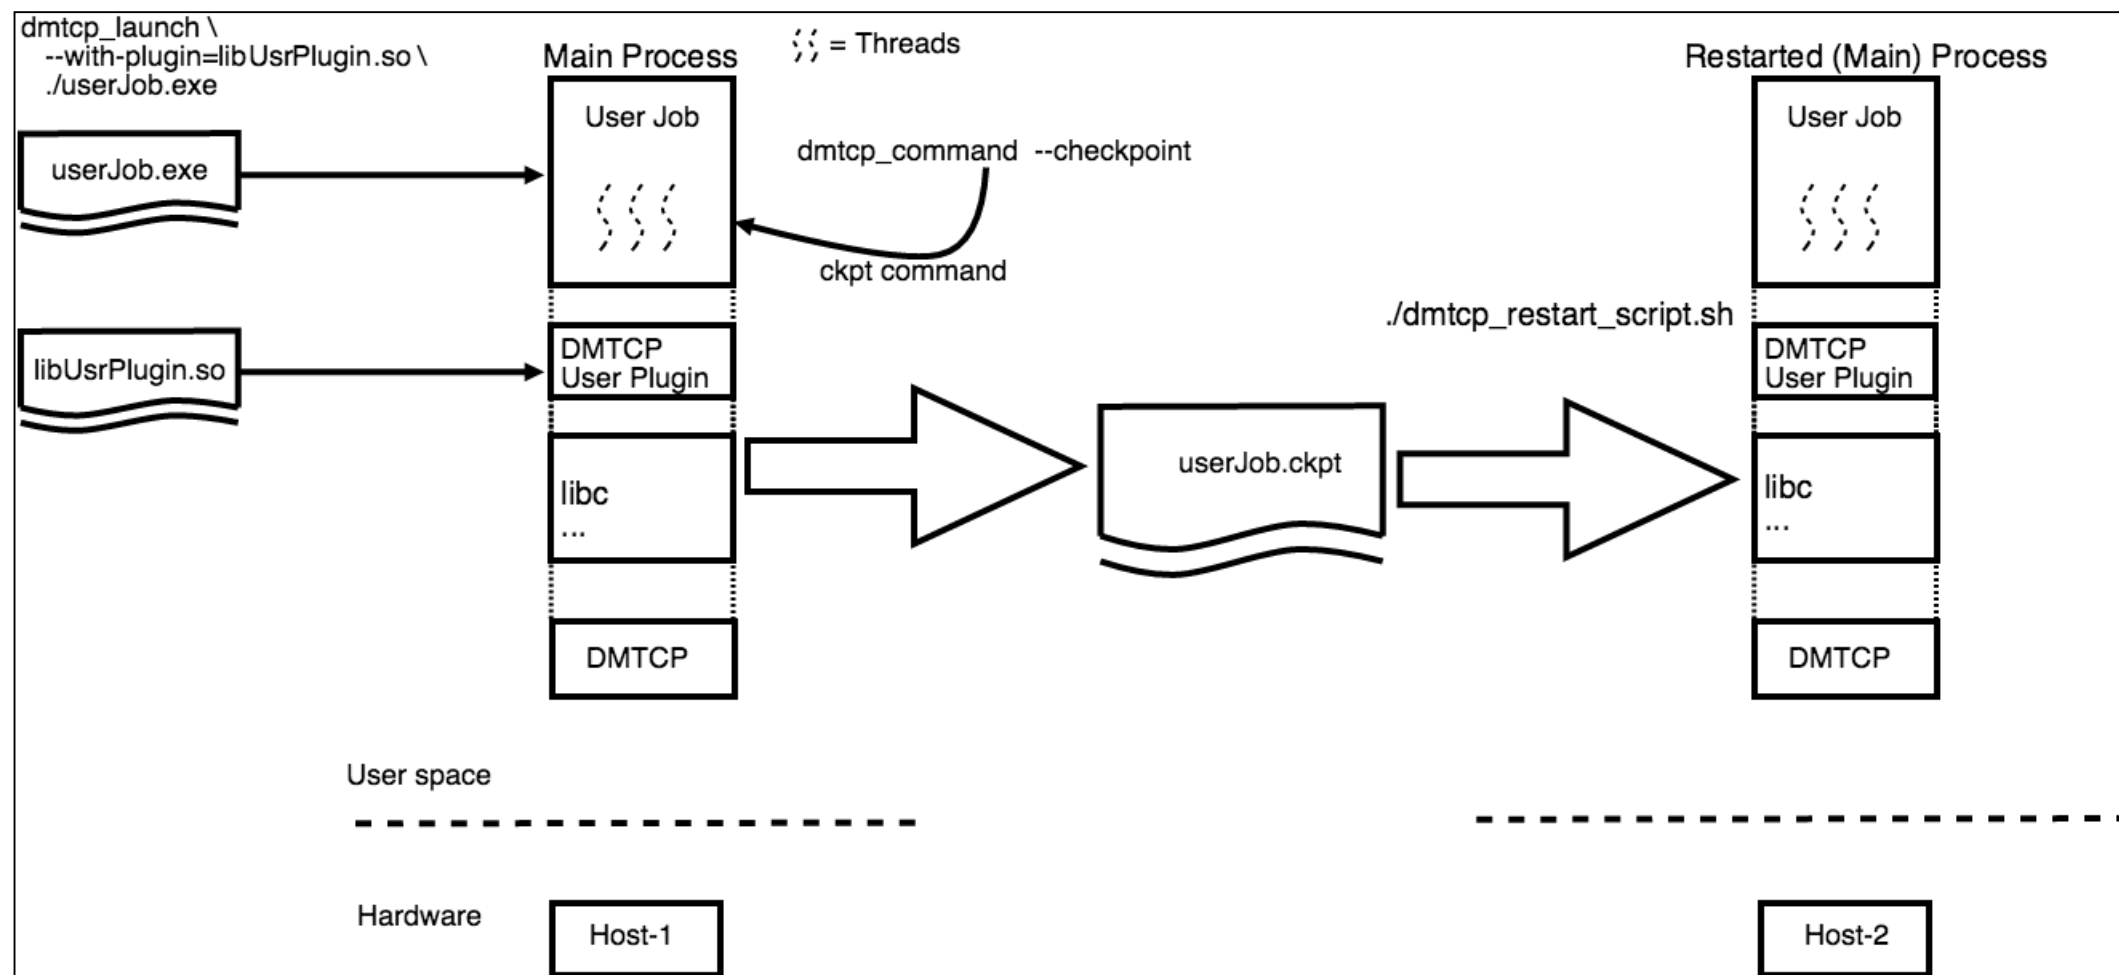 dmtcp_launch \
--with-plugin=libUsrPlugin.so \
./userJob.exe
Main Process
= Threads
Restarted (Main) Process
User Job
User Job
dmtcp_command --checkpoint
userJob.exe
ckpt command
./dmtcp_restart_script.sh
libUsrPlugin.so
DMTCP
User Plugin
DMTCP
User Plugin
libc
...
userJob.ckpt
libc
...
DMTCP
DMTCP
User space
Hardware
Host-1
Host-2